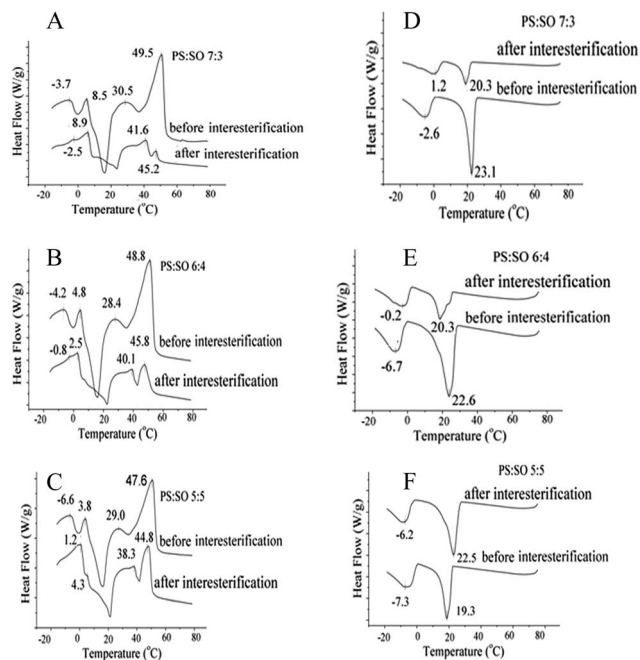 A
PS:SO 7:3
49.5
-3.7
8.5
30.5
8.9
41.6
before interesterification
-2.5
after interesterification
45.2
Heat Flow (W/g)
-20 0 20 40 60 80
Temperature (°C)
B
PS:SO 6:4
48.8
-4.2
4.8
28.4
45.8
before interesterification
-0.8
2.5
40.1
after interesterification
Heat Flow (W/g)
-20 0 20 40 60 80
Temperature (°C)
C
PS:SO 5:5
47.6
-6.6
3.8
29.0
before interesterification
1.2
44.8
38.3
4.3
after interesterification
Heat Flow (W/g)
-20 0 20 40 60 80
Temperature (°C)
D
PS:SO 7:3
after interesterification
1.2
20.3
before interesterification
-2.6
23.1
Heat Flow (W/g)
-20 0 20 40 60 80
Temperature (°C)
E
PS:SO 6:4
after interesterification
-0.2
20.3
before interesterification
-6.7
22.6
Heat Flow (W/g)
-20 0 20 40 60 80
Temperature (°C)
F
PS:SO 5:5
after interesterification
-6.2
22.5
before interesterification
-7.3
19.3
Heat Flow (W/g)
-20 0 20 40 60 80
Temperature (°C)